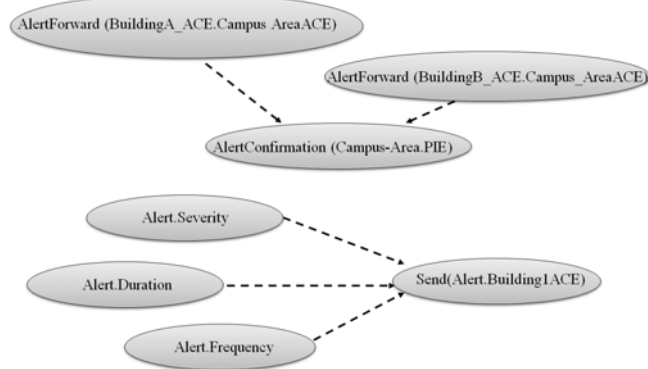 AlertForward (BuildingA_ACE.Campus AreaACE)
AlertForward (BuildingB_ACE.Campus_AreaACE)
AlertConfirmation (Campus-Area.PIE)
Alert.Severity
Alert.Duration
Send(Alert.Building1ACE)
Alert.Frequency